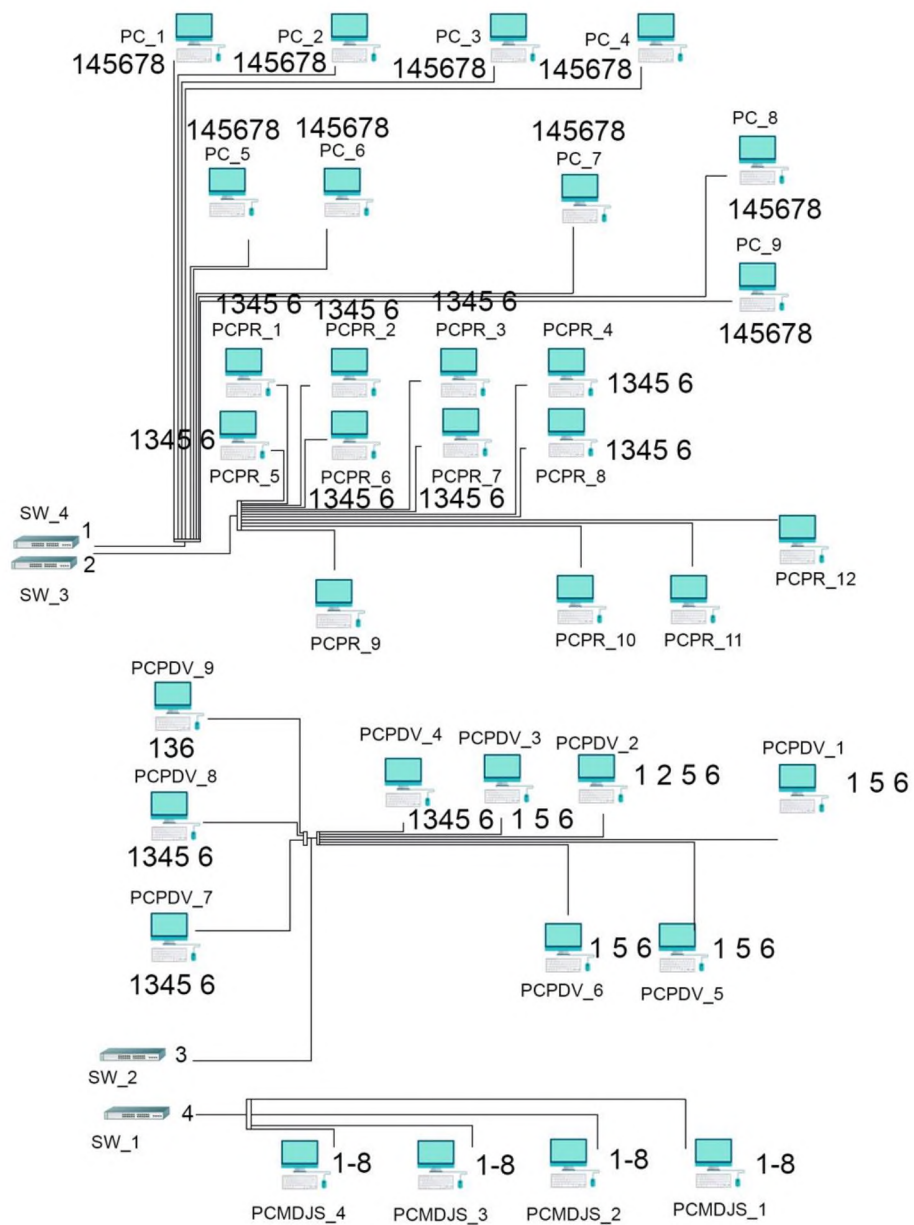 PC_1
145678
PC_2
145678
PC_3
145678
PC_4
145678
145678
PC_5
145678
PC_6
145678
PC_7
PC_8
145678
PC_9
145678
1345 6
PCPR_1
1345 6
PCPR_2
1345 6
PCPR_3
PCPR_4
1345 6
1345 6
PCPR_5
PCPR_6
1345 6
PCPR_7
1345 6
PCPR_8
1345 6
SW_4
1
2
SW_3
PCPR_9
PCPR_10
PCPR_11
PCPR_12
PCPDV_9
136
PCPDV_8
1345 6
PCPDV_7
1345 6
PCPDV_4
1345 6
PCPDV_3
1 5 6
PCPDV_2
1 2 5 6
PCPDV_1
1 5 6
1 5 6
PCPDV_6
1 5 6
PCPDV_5
3
SW_2
4
SW_1
1-8
PCMDJS_4
1-8
PCMDJS_3
1-8
PCMDJS_2
1-8
PCMDJS_1